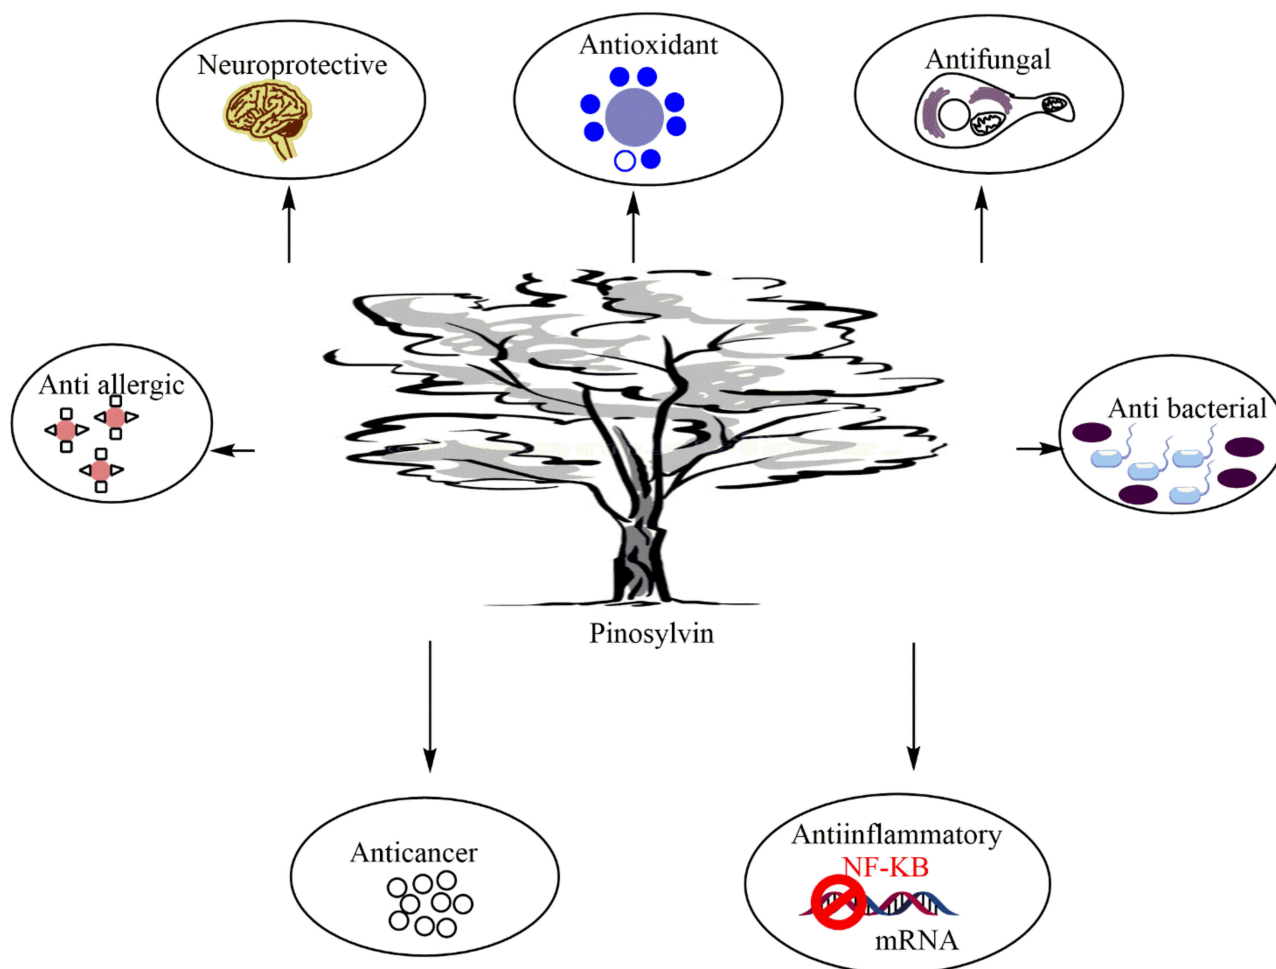 Neuroprotective
Antioxidant
Antifungal
Anti allergic
Anti bacterial
Pinosylvin
Anticancer
Antiinflammatory
NF-KB
mRNA